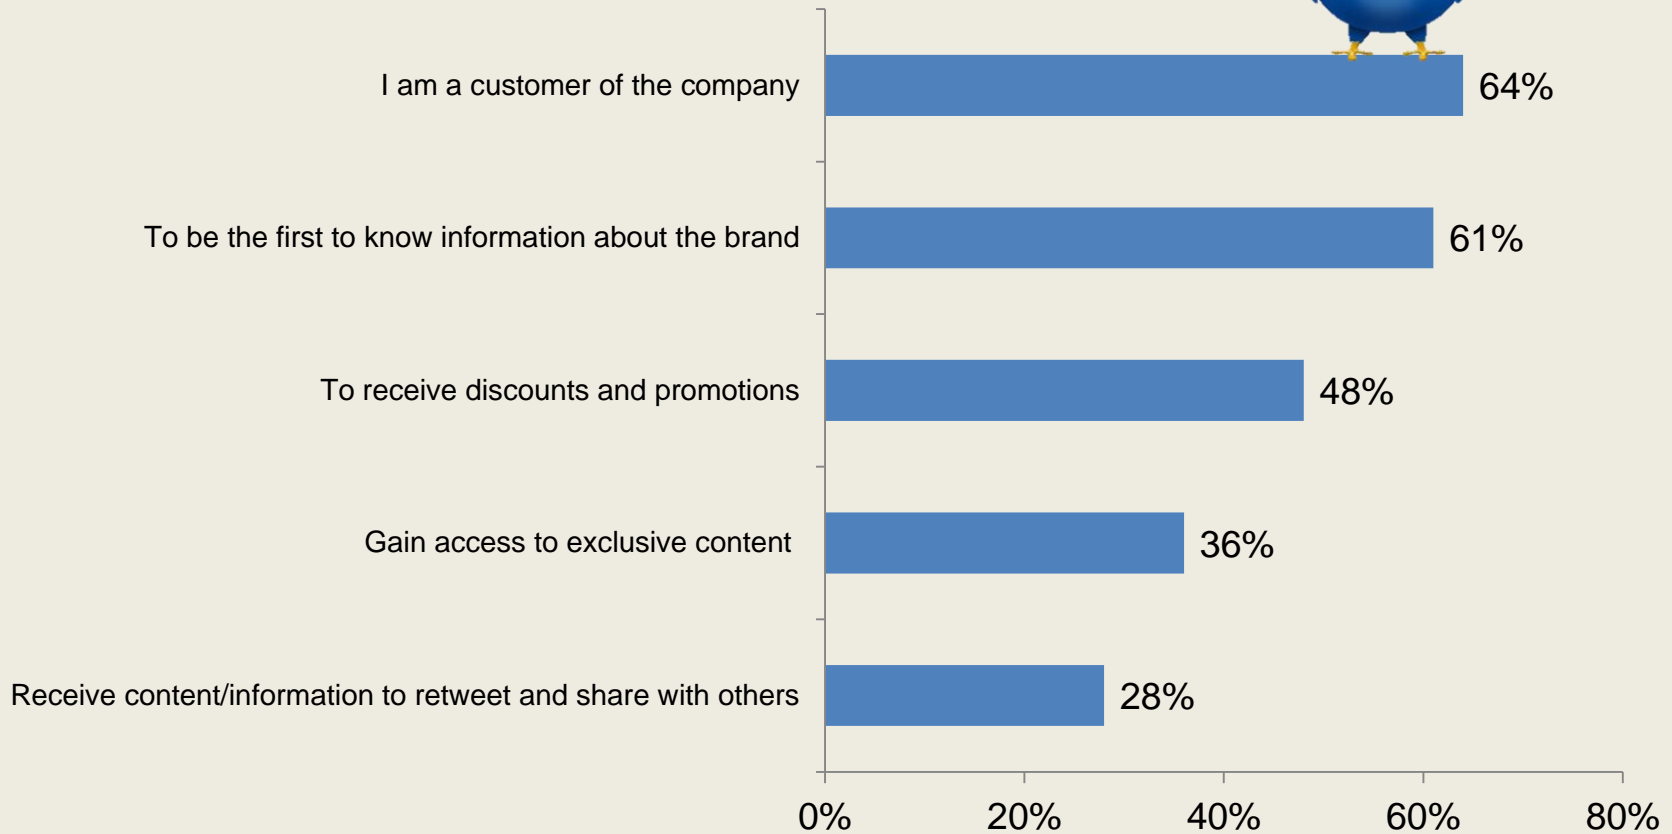 I am a customer of the company
64%
To be the first to know information about the brand
61%
To receive discounts and promotions
48%
Gain access to exclusive content
36%
Receive content/information to retweet and share with others
28%
0%
20%
40%
60%
80%